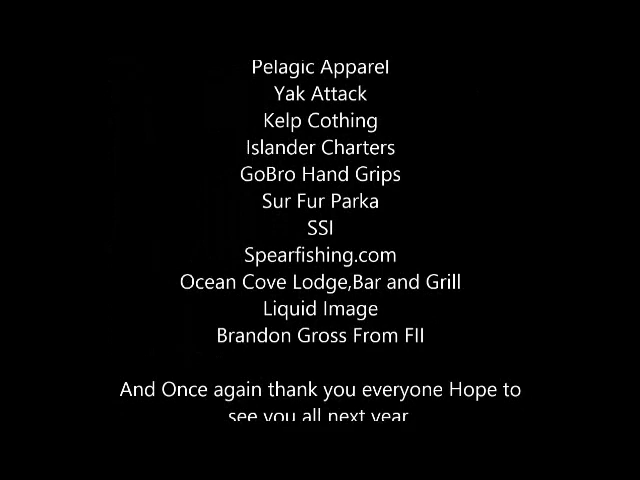 Pelagic Apparel
Yak Attack
Kelp Cothing
Islander Charters
GoBro Hand Grips
Sur Fur Parka
SSI
Spearfishing.com
Ocean Cove Lodge,Bar and Grill
Liquid Image
Brandon Gross From FII
And Once again thank you everyone Hope to
see you all next year